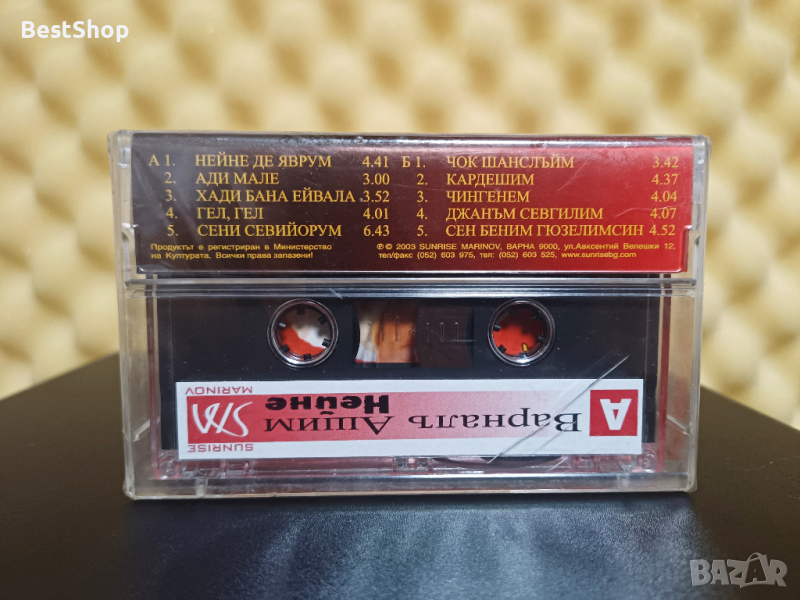 BestShop
А 1. НЕЙНЕ ДЕ ЯВРУМ 4.41
2. АДИ МАЛЕ 3.00
3. ХАДИ БАНА ЕЙВАЛА 3.52
4. ГЕЛ, ГЕЛ 4.01
5. СЕНИ СЕВИЙОРУМ 6.43
Продуктът е регистриран в Министерство
на Културата. Всички права запазени!
Б 1. ЧОК ШАНСЛЪЙМ 3.42
2. КАРДЕШИМ 4.37
3. ЧИНГЕНЕМ 4.04
4. ДЖАНЪМ СЕВГИЛИМ 4.07
5. СЕН БЕНИМ ГЮЗЕЛИМСИН 4.52
℗© 2003 SUNRISE MARINOV, ВАРНА 9000, ул.Авксентий Велешки 12,
тел/факс (052) 603 975, тел: (052) 603 525, www.sunrisebg.com
A
Варналъ Ашим
Нейне
SUNRISE
SM
MARINOV
BAZAR